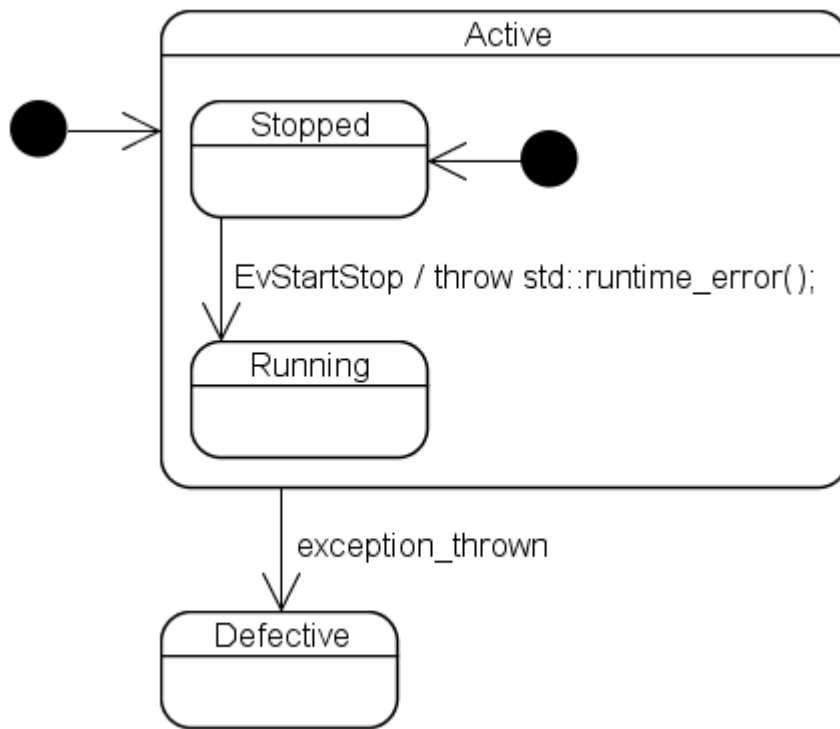 Active
Stopped
EvStartStop / throw std::runtime_error();
Running
exception_thrown
Defective